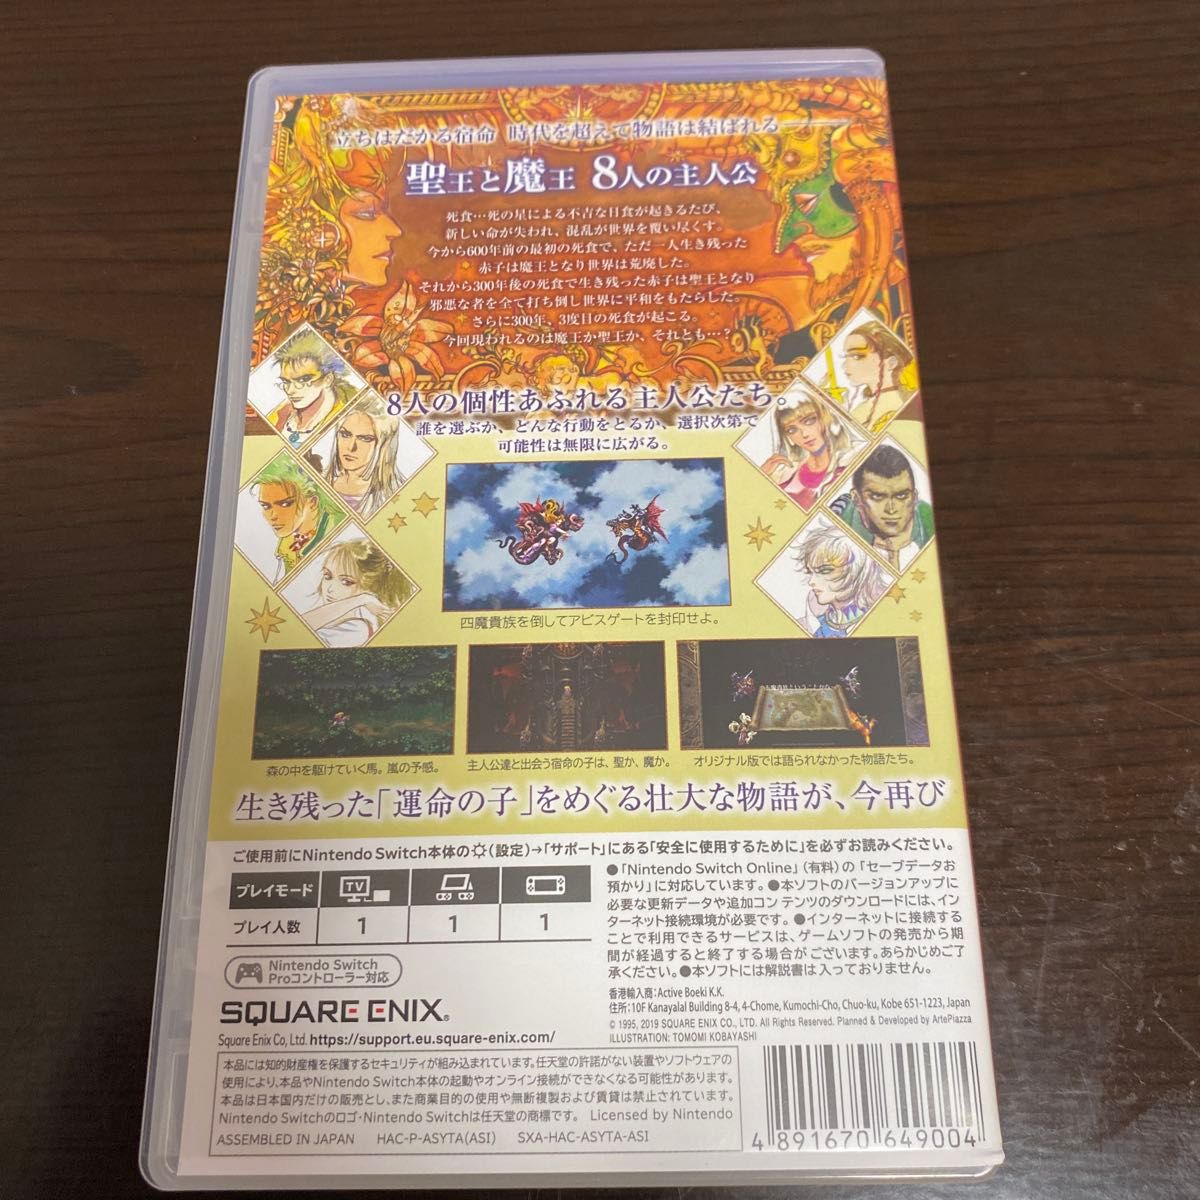 立ちはだかる宿命 時代を超えて物語は結ばれる
聖王と魔王 8人の主人公
死食…死の星による不吉な日食が起きるたび、
新しい命が失われ、混乱が世界を覆い尽くす。
今から600年前の最初の死食で、ただ一人生き残った
赤子は魔王となり世界は荒廃した。
それから300年後の死食で生き残った赤子は聖王となり
邪悪な者を全て打ち倒し世界に平和をもたらした。
さらに300年、3度目の死食が起こる。
今回現われるのは魔王か聖王か、それとも…?
8人の個性あふれる主人公たち。
誰を選ぶか、どんな行動をとるか、選択次第で
可能性は無限に広がる。
四魔貴族を倒してアビスゲートを封印せよ。
森の中を駆けていく馬。嵐の予感。
主人公達と出会う宿命の子は、聖か、魔か。
オリジナル版では語られなかった物語たち。
生き残った「運命の子」をめぐる壮大な物語が、今再び
ご使用前にNintendo Switch本体の(設定)→「サポート」にある「安全に使用するために」を必ずお読みください。
プレイモード TV
プレイ人数 1 1 1
Nintendo Switch
Proコントローラー対応
●「Nintendo Switch Online」(有料)の「セーブデータお
預かり」に対応しています。●本ソフトのバージョンアップに
必要な更新データや追加コンテンツのダウンロードには、イン
ターネット接続環境が必要です。●インターネットに接続する
ことで利用できるサービスは、ゲームソフトの発売から期
間が経過すると終了する場合がございます。あらかじめご了
承ください。●本ソフトには解説書は入っておりません。
SQUARE ENIX®
Square Enix Co, Ltd. https://support.eu.square-enix.com/
香港輸入商：Active Boeki K.K.
住所：10F Kanayalal Building 8-4, 4-Chome, Kumochi-Cho, Chuo-ku, Kobe 651-1223, Japan
© 1995, 2019 SQUARE ENIX CO., LTD. All Rights Reserved. Planned & Developed by ArtePiazza
ILLUSTRATION: TOMOMI KOBAYASHI
本品には知的財産権を保護するセキュリティが組み込まれています。任天堂の許諾がない装置やソフトウェアの
使用により、本品やNintendo Switch本体の起動やオンライン接続ができなくなる可能性があります。
本品は日本国内だけの販売とし、また商業目的の使用や無断複製および賃貸は禁止されています。
Nintendo Switchのロゴ・Nintendo Switchは任天堂の商標です。 Licensed by Nintendo
ASSEMBLED IN JAPAN HAC-P-ASYTA(ASI) SXA-HAC-ASYTA-ASI
4 891670 649004